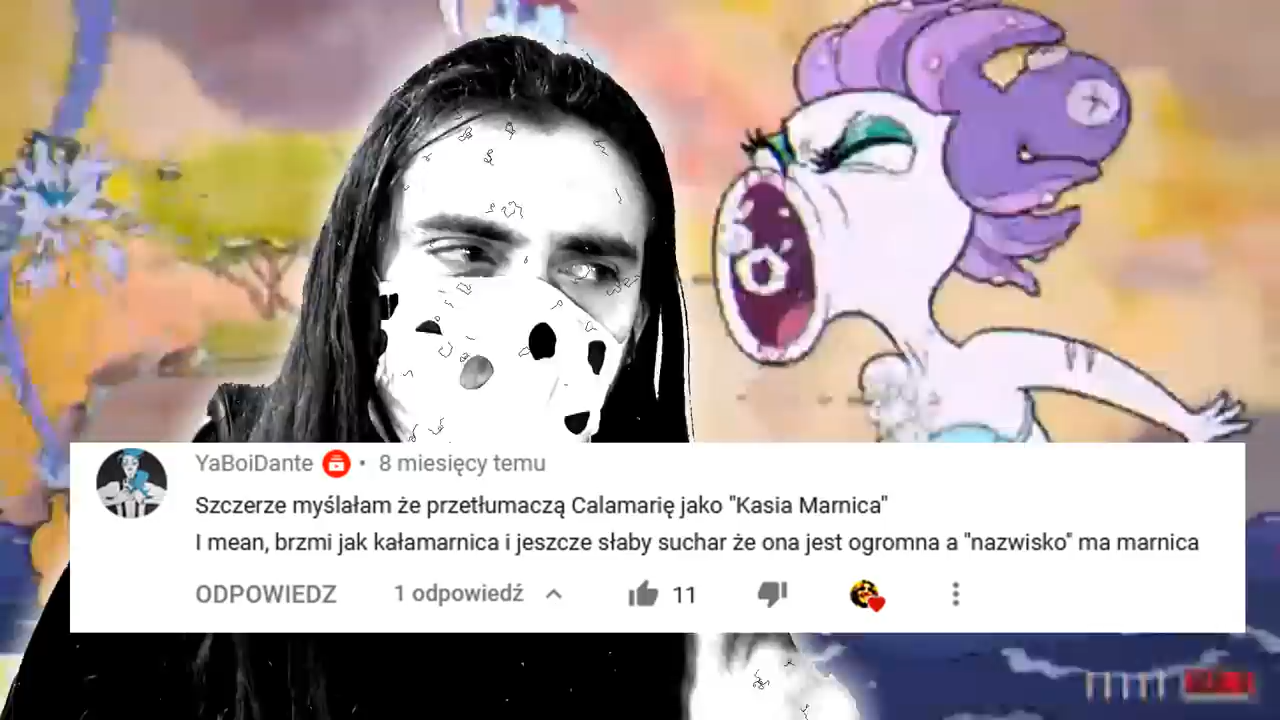 YaBoiDante • 8 miesięcy temu
Szczerze myślałam że przetłumaczą Calamarię jako "Kasia Marnica"
I mean, brzmi jak kałamarnica i jeszcze słaby suchar że ona jest ogromna a "nazwisko" ma marnica
ODPOWIEDZ 1 odpowiedź 11